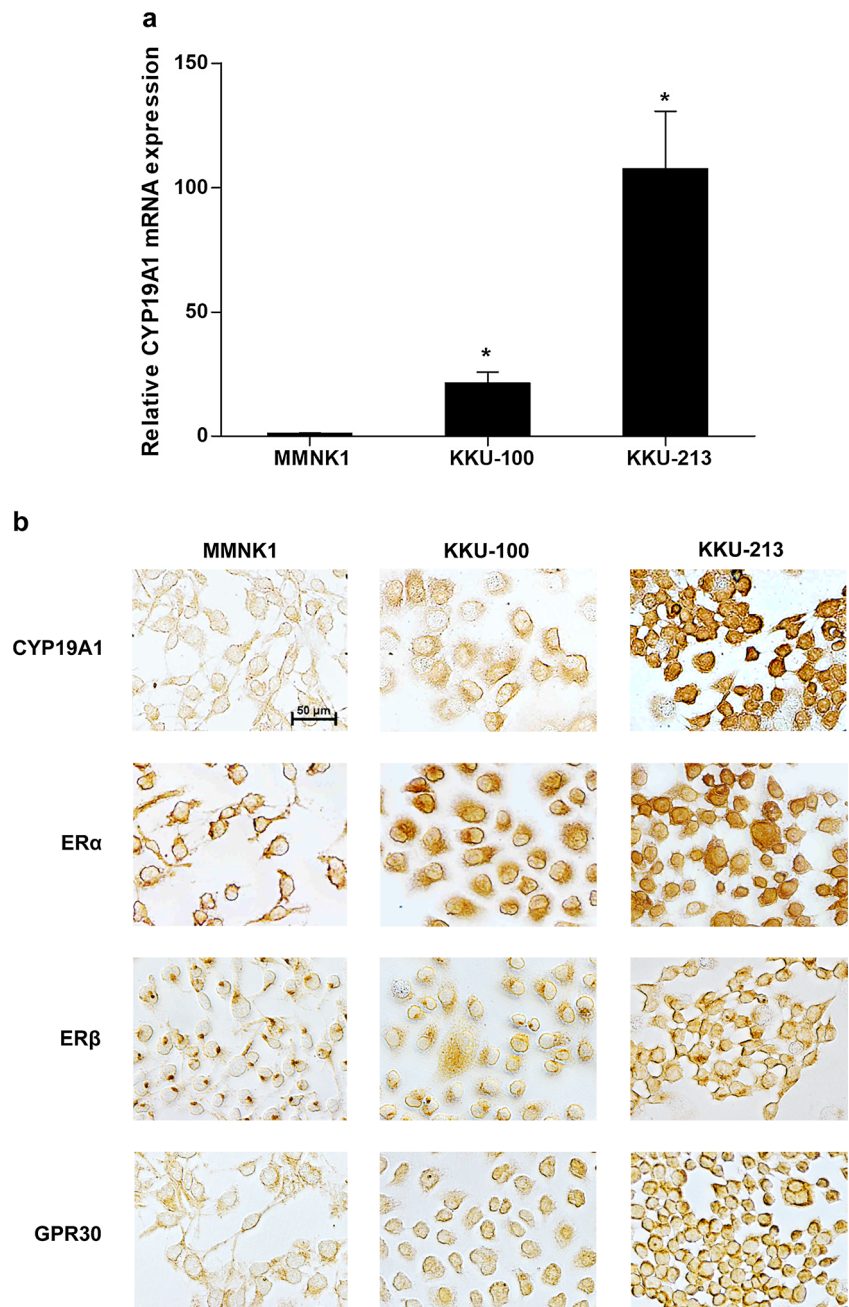 a
Relative CYP19A1 mRNA expression
150
100
50
0
*
*
MMNK1 KKU-100 KKU-213
b
MMNK1 KKU-100 KKU-213
CYP19A1
50 µm
ERα
ERβ
GPR30